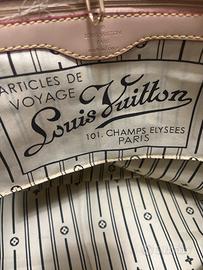 ARTICLES DE
VOYAGE
Louis Vuitton
101, CHAMPS ELYSEES
PARIS